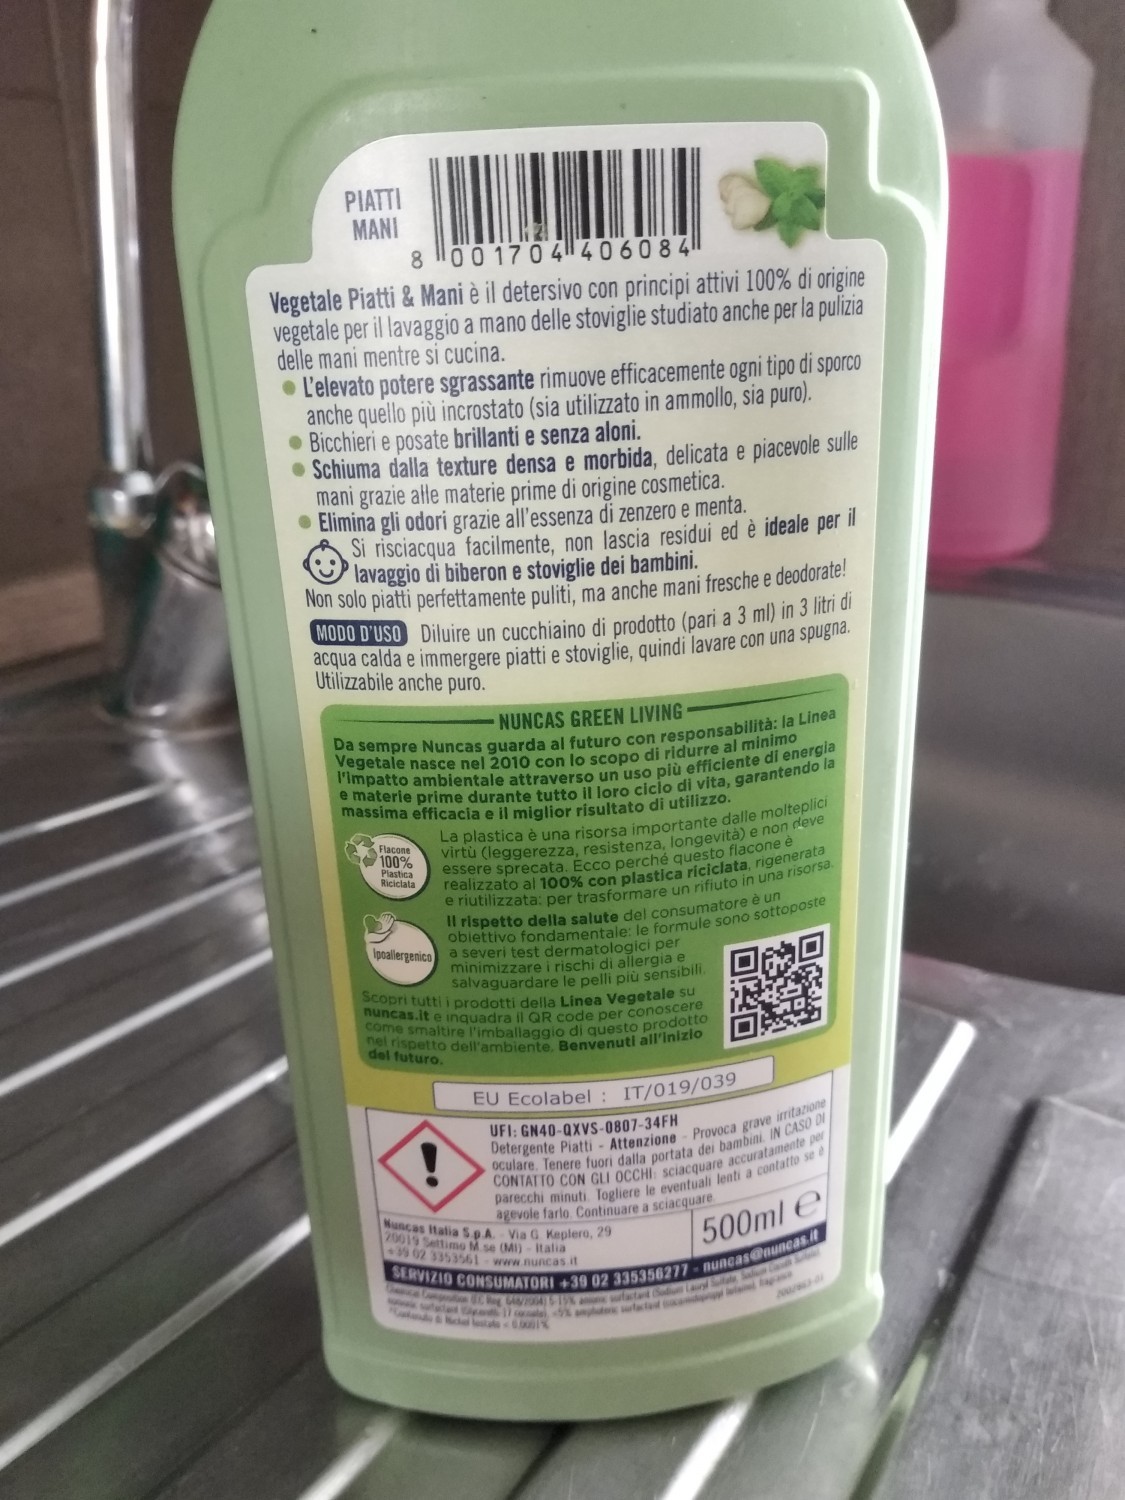 PIATTI
MANI
8 001704 406084
Vegetale Piatti & Mani è il detersivo con principi attivi 100% di origine
vegetale per il lavaggio a mano delle stoviglie studiato anche per la pulizia
delle mani mentre si cucina.
L'elevato potere sgrassante rimuove efficacemente ogni tipo di sporco
anche quello più incrostato (sia utilizzato in ammollo, sia puro).
Bicchieri e posate brillanti e senza aloni.
Schiuma dalla texture densa e morbida, delicata e piacevole sulle
mani grazie alle materie prime di origine cosmetica.
Elimina gli odori grazie all'essenza di zenzero e menta.
Si risciacqua facilmente, non lascia residui ed è ideale per il
lavaggio di biberon e stoviglie dei bambini.
Non solo piatti perfettamente puliti, ma anche mani fresche e deodorate!
MODO D'USO Diluire un cucchiaino di prodotto (pari a 3 ml) in 3 litri di
acqua calda e immergere piatti e stoviglie, quindi lavare con una spugna.
Utilizzabile anche puro.
NUNCAS GREEN LIVING
Da sempre Nuncas guarda al futuro con responsabilità: la Linea
Vegetale nasce nel 2010 con lo scopo di ridurre al minimo
l'impatto ambientale attraverso un uso più efficiente di energia
e materie prime durante tutto il loro ciclo di vita, garantendo la
massima efficacia e il miglior risultato di utilizzo.
Flacone
100%
Plastica
Riciclata
La plastica è una risorsa importante dalle molteplici
virtù (leggerezza, resistenza, longevità) e non deve
essere sprecata. Ecco perché questo flacone è
realizzato al 100% con plastica riciclata, rigenerata
e riutilizzata: per trasformare un rifiuto in una risorsa.
Ipoallergenico
Il rispetto della salute del consumatore è un
obiettivo fondamentale: le formule sono sottoposte
a severi test dermatologici per
minimizzare i rischi di allergia e
salvaguardare le pelli più sensibili.
Scopri tutti i prodotti della Linea Vegetale su
nuncas.it e inquadra il QR code per conoscere
come smaltire l'imballaggio di questo prodotto
nel rispetto dell'ambiente. Benvenuti all'inizio
del futuro.
EU Ecolabel : IT/019/039
UFI: GN40-QXVS-0807-34FH
Detergente Piatti - Attenzione - Provoca grave irritazione
oculare. Tenere fuori dalla portata dei bambini. IN CASO DI
CONTATTO CON GLI OCCHI: sciacquare accuratamente per
parecchi minuti. Togliere le eventuali lenti a contatto se è
agevole farlo. Continuare a sciacquare.
Nuncas Italia S.p.A. - Via G. Keplero, 29
20019 Settimo M.se (MI) - Italia
+39 02 3353561 - www.nuncas.it
500ml e
SERVIZIO CONSUMATORI +39 02 335356277 - nuncas@nuncas.it